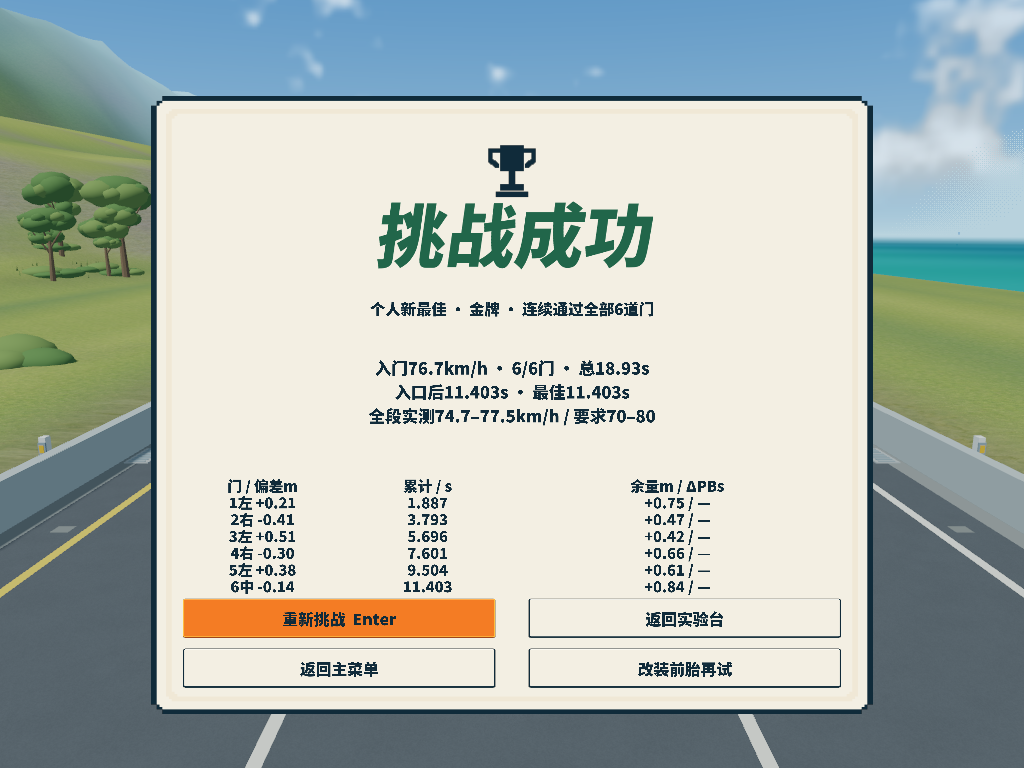 挑战成功
个人新最佳 · 金牌 · 连续通过全部6道门
入门76.7km/h · 6/6门 · 总18.93s
入口后11.403s · 最佳11.403s
全段实测74.7–77.5km/h / 要求70–80
门 / 偏差m 累计 / s 余量m / ΔPBs
1左 +0.21 1.887 +0.75 / —
2右 -0.41 3.793 +0.47 / —
3左 +0.51 5.696 +0.42 / —
4右 -0.30 7.601 +0.66 / —
5左 +0.38 9.504 +0.61 / —
6中 -0.14 11.403 +0.84 / —
重新挑战 Enter 返回实验台
返回主菜单 改装前胎再试